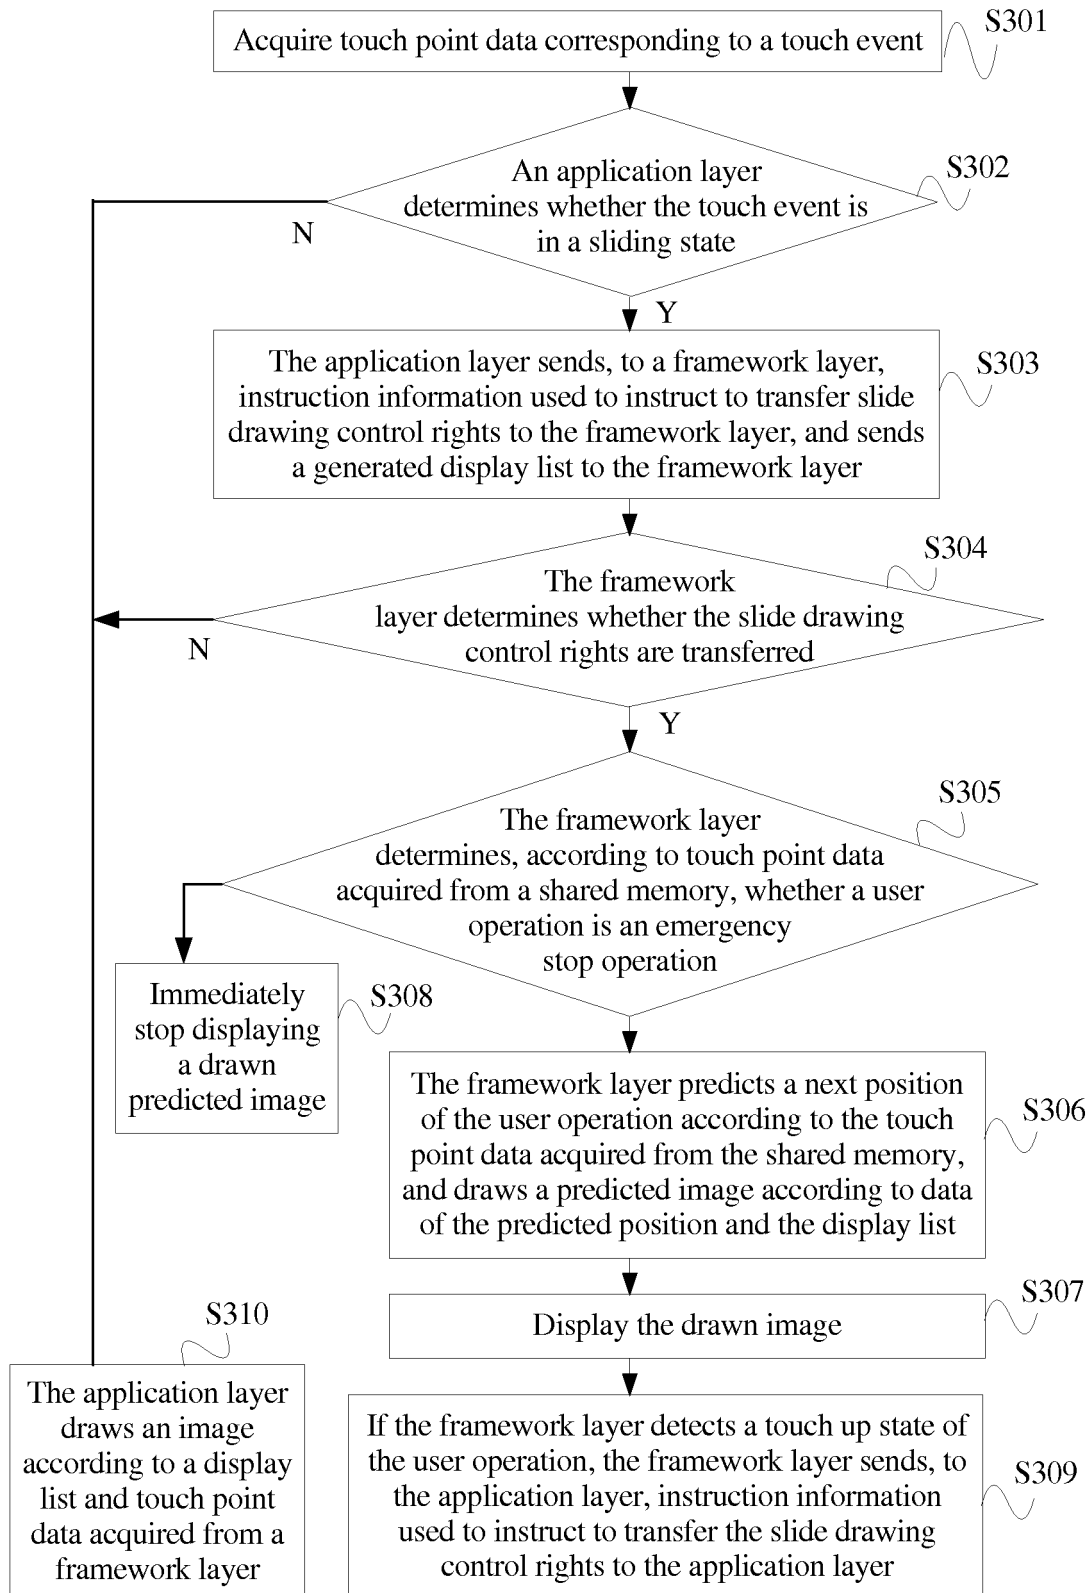 S301
Acquire touch point data corresponding to a touch event
S302
An application layer
determines whether the touch event is
in a sliding state
N
Y
S303
The application layer sends, to a framework layer,
instruction information used to instruct to transfer slide
drawing control rights to the framework layer, and sends
a generated display list to the framework layer
S304
The framework
layer determines whether the slide drawing
control rights are transferred
N
Y
S305
The framework layer
determines, according to touch point data
acquired from a shared memory, whether a user
operation is an emergency
stop operation
S308
Immediately
stop displaying
a drawn
predicted image
S306
The framework layer predicts a next position
of the user operation according to the touch
point data acquired from the shared memory,
and draws a predicted image according to data
of the predicted position and the display list
S307
Display the drawn image
S310
The application layer
draws an image
according to a display
list and touch point
data acquired from a
framework layer
S309
If the framework layer detects a touch up state of
the user operation, the framework layer sends, to
the application layer, instruction information
used to instruct to transfer the slide drawing
control rights to the application layer